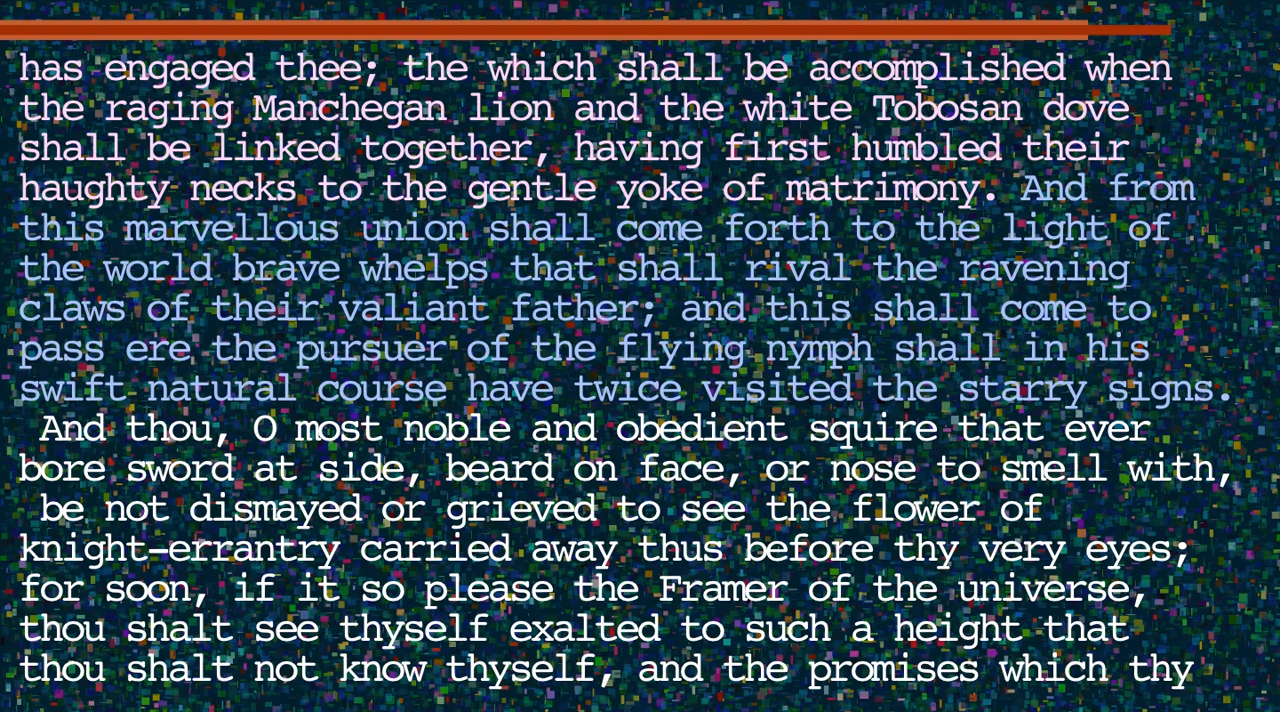 has engaged thee; the which shall be accomplished when
the raging Manchegan lion and the white Tobosan dove
shall be linked together, having first humbled their
haughty necks to the gentle yoke of matrimony. And from
this marvellous union shall come forth to the light of
the world brave whelps that shall rival the ravening
claws of their valiant father; and this shall come to
pass ere the pursuer of the flying nymph shall in his
swift natural course have twice visited the starry signs.
And thou, O most noble and obedient squire that ever
bore sword at side, beard on face, or nose to smell with,
be not dismayed or grieved to see the flower of
knight-errantry carried away thus before thy very eyes;
for soon, if it so please the Framer of the universe,
thou shalt see thyself exalted to such a height that
thou shalt not know thyself, and the promises which thy